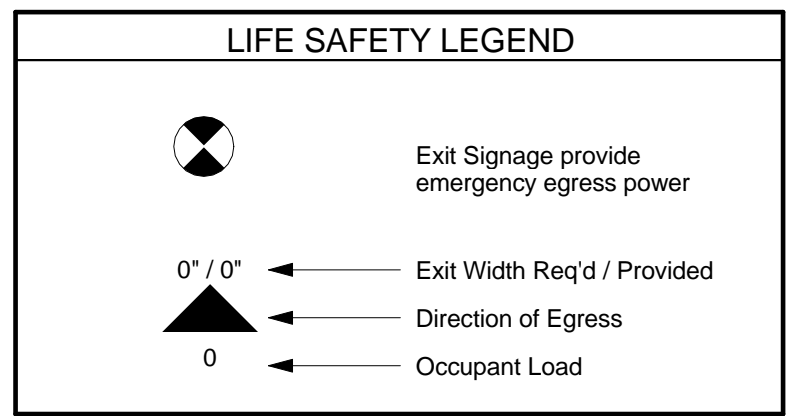 LIFE SAFETY LEGEND
Exit Signage provide
emergency egress power
0" / 0"
Exit Width Req'd / Provided
Direction of Egress
0
Occupant Load